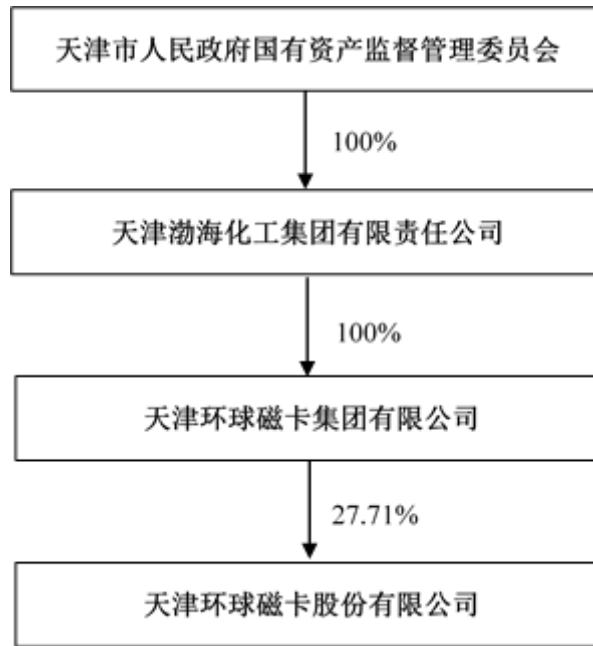 天津市人民政府国有资产监督管理委员会
100%
天津渤海化工集团有限责任公司
100%
天津环球磁卡集团有限公司
27.71%
天津环球磁卡股份有限公司